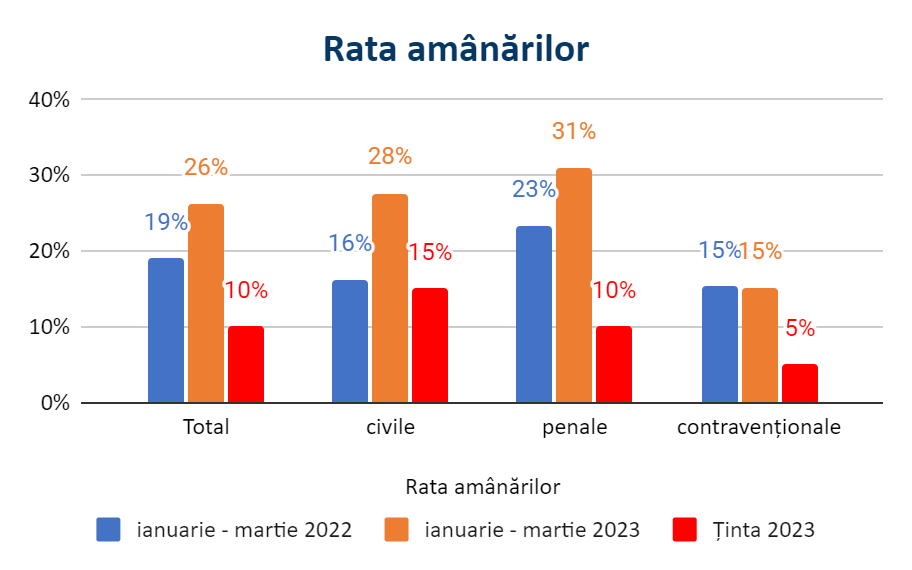 Rata amânărilor
40%
30%
20%
10%
0%
19%
26%
10%
16%
28%
15%
23%
31%
10%
15%
15%
5%
Total
civile
penale
contravenționale
Rata amânărilor
ianuarie - martie 2022
ianuarie - martie 2023
Ținta 2023